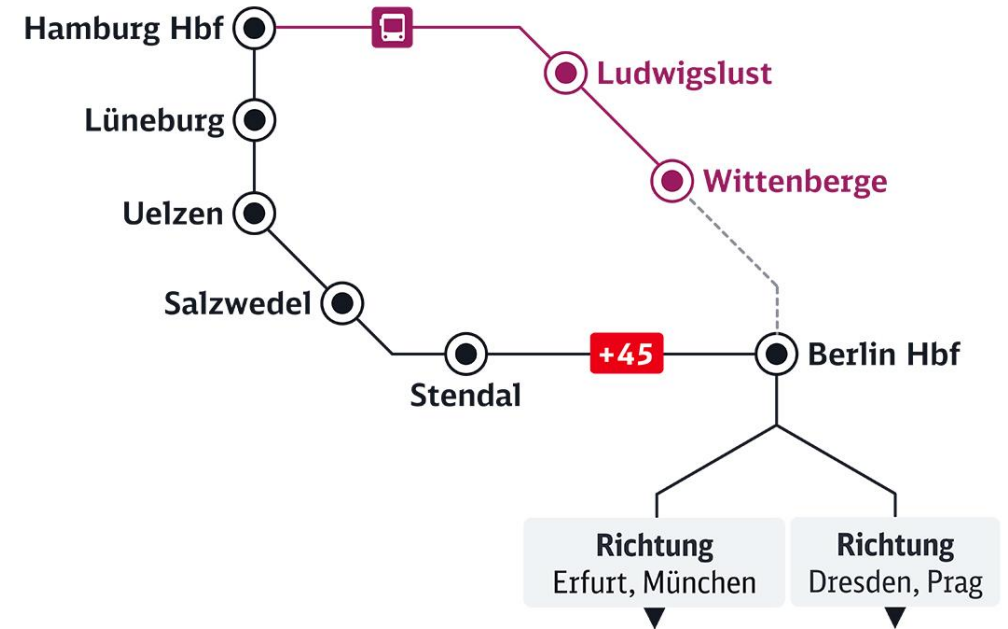 Hamburg Hbf
Ludwigslust
Lüneburg
Wittenberge
Uelzen
Salzwedel
+45
Berlin Hbf
Stendal
Richtung
Erfurt, München
Richtung
Dresden, Prag